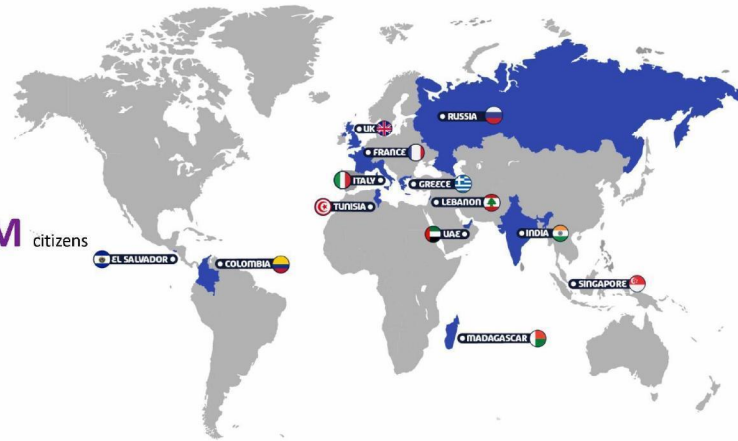 RUSSIA
UK
FRANCE
ITALY
GREECE
LEBANON
TUNISIA
UAE
INDIA
M citizens
EL SALVADOR
COLOMBIA
SINGAPORE
MADAGASCAR